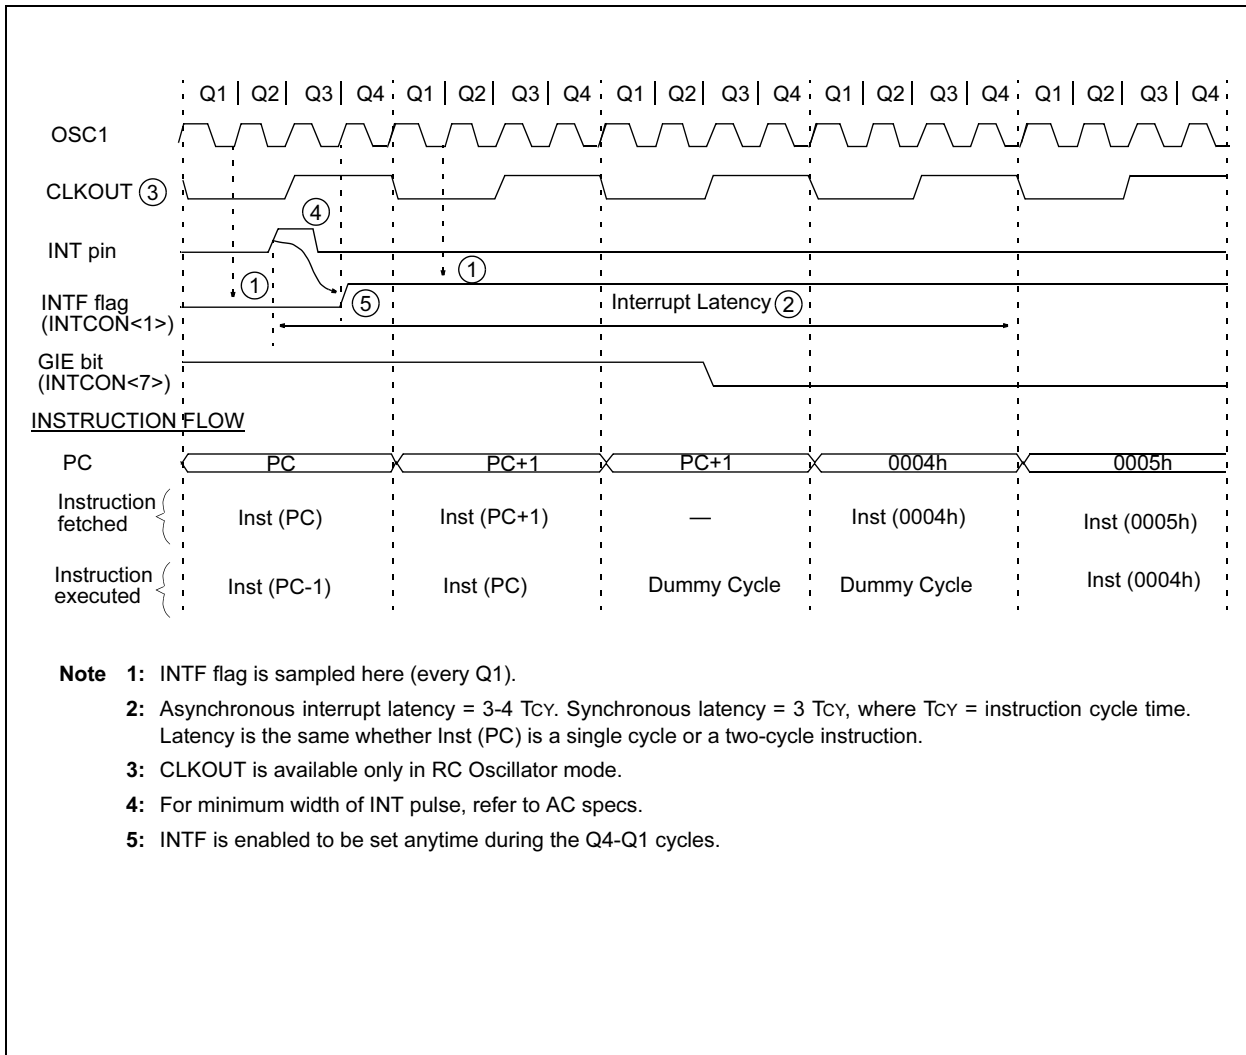 Q1 | Q2 | Q3 | Q4 Q1 | Q2 | Q3 | Q4 Q1 | Q2 | Q3 | Q4 Q1 | Q2 | Q3 | Q4 Q1 | Q2 | Q3 | Q4
OSC1
CLKOUT 3
4
INT pin
1
1
INTF flag
(INTCON<1>)
5
Interrupt Latency 2
GIE bit
(INTCON<7>)
INSTRUCTION FLOW
PC PC PC+1 PC+1 0004h 0005h
Instruction
fetched
Inst (PC) Inst (PC+1) — Inst (0004h) Inst (0005h)
Instruction
executed
Inst (PC-1) Inst (PC) Dummy Cycle Dummy Cycle Inst (0004h)
Note 1: INTF flag is sampled here (every Q1).
2: Asynchronous interrupt latency = 3-4 TCY. Synchronous latency = 3 TCY, where TCY = instruction cycle time.
Latency is the same whether Inst (PC) is a single cycle or a two-cycle instruction.
3: CLKOUT is available only in RC Oscillator mode.
4: For minimum width of INT pulse, refer to AC specs.
5: INTF is enabled to be set anytime during the Q4-Q1 cycles.